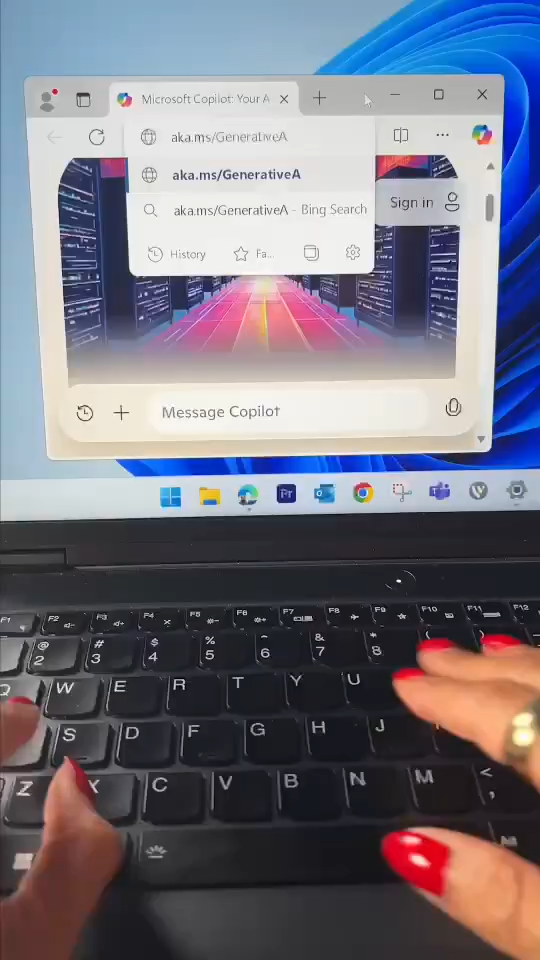 Microsoft Copilot: Your A
aka.ms/GenerativeA
aka.ms/GenerativeA
aka.ms/GenerativeA - Bing Search
Sign in
History
Fa...
Message Copilot
Pr
F1 F2 F3 F4 F5 F6 F7 F8 F9 F10 F11 F12
@ # $ % ^ & * (
2 3 4 5 6 7 8
Q W E R T Y U
S D F G H J
Z X C V B N M <
,